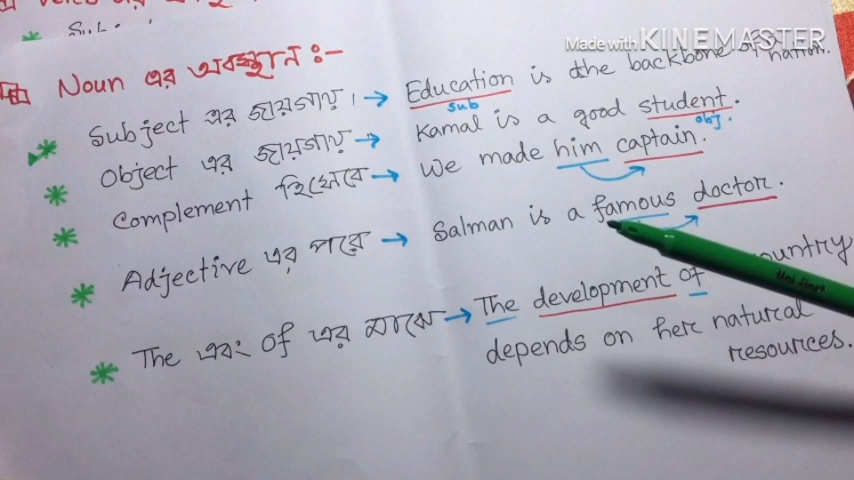 Made with KINEMASTER
Noun এর অবস্থান :-
Subject এর জায়গায়। → Education is the backbone of nation.
sub
Object এর জায়গায় → Kamal is a good student.
obj.
Complement হিসেবে → We made him captain.
Adjective এর পরে → Salman is a famous doctor.
The এবং of এর মাঝে → The development of country
depends on her natural
resources.